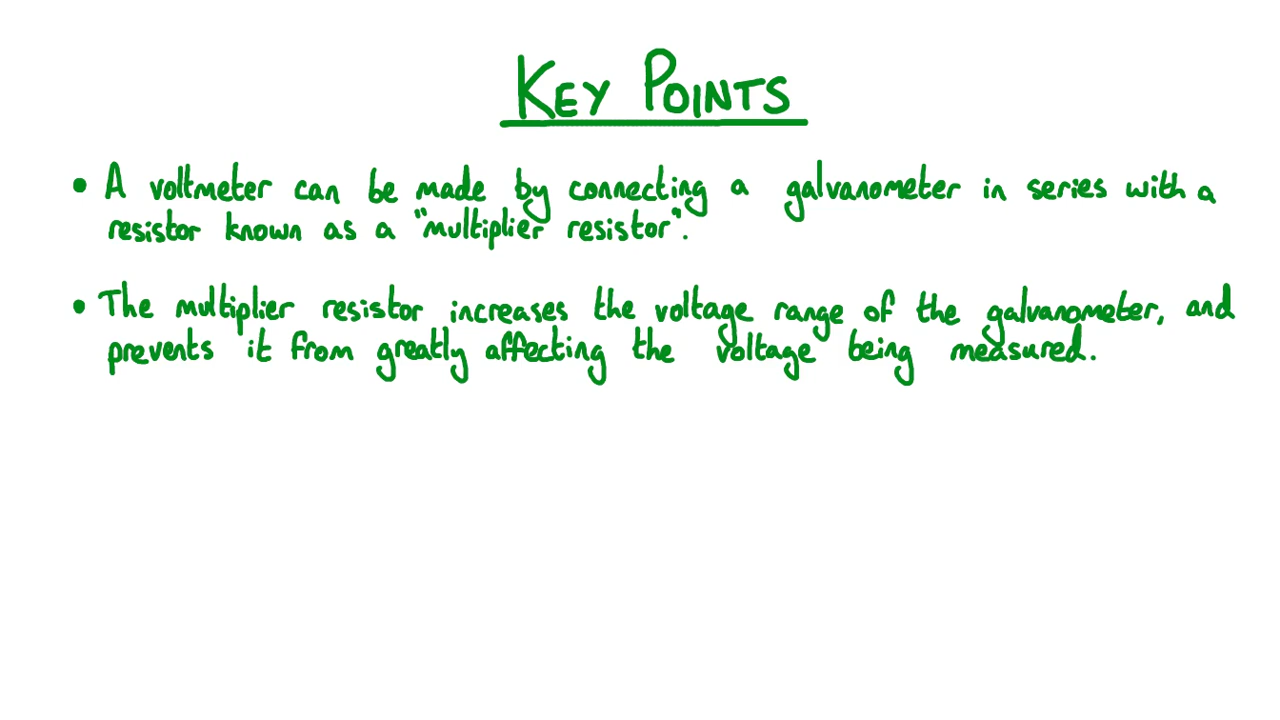 KEY POINTS
• A voltmeter can be made by connecting a galvanometer in series with a
resistor known as a "multiplier resistor".
• The multiplier resistor increases the voltage range of the galvanometer, and
prevents it from greatly affecting the voltage being measured.